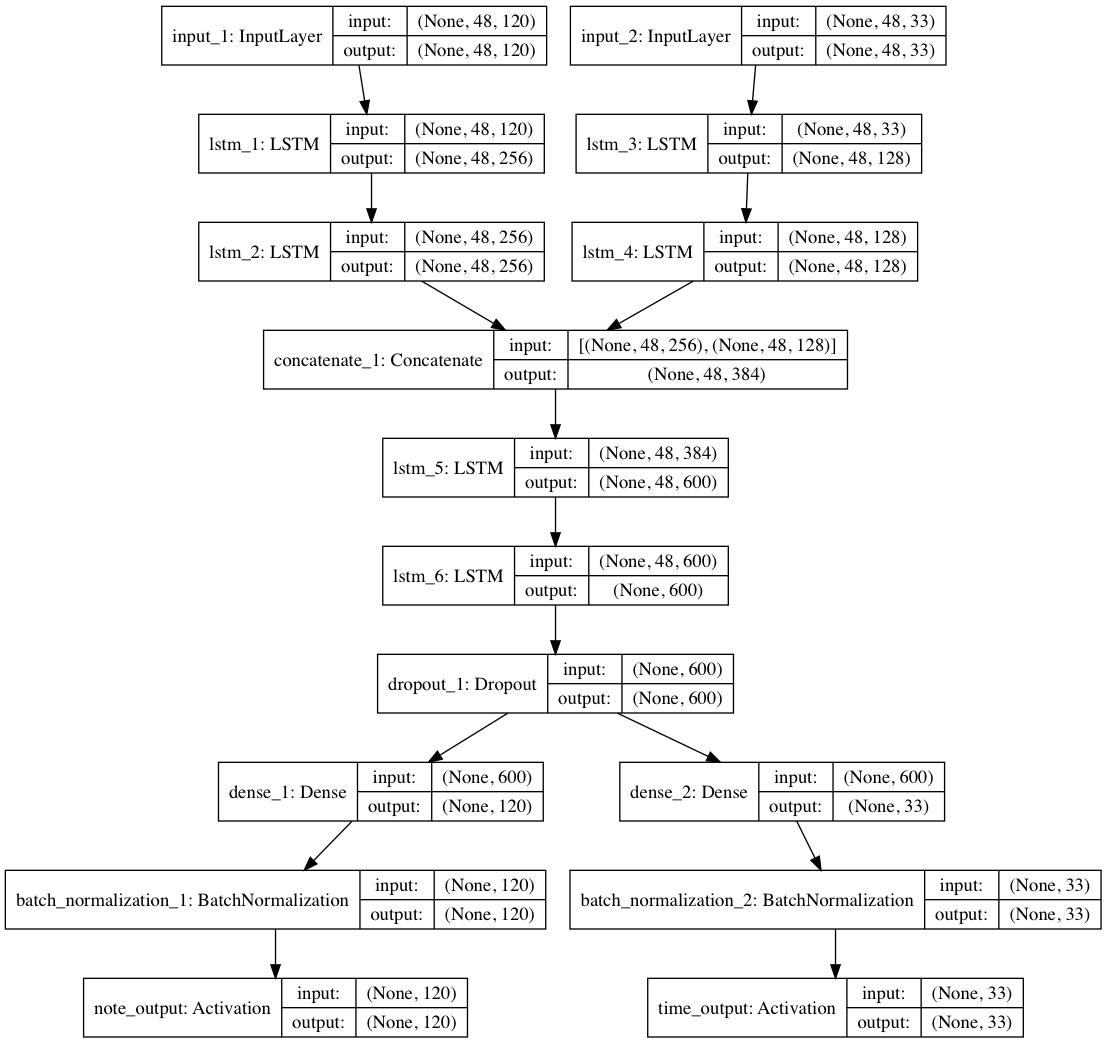 input_1: InputLayer
input: (None, 48, 120)
output: (None, 48, 120)
input_2: InputLayer
input: (None, 48, 33)
output: (None, 48, 33)
lstm_1: LSTM
input: (None, 48, 120)
output: (None, 48, 256)
lstm_3: LSTM
input: (None, 48, 33)
output: (None, 48, 128)
lstm_2: LSTM
input: (None, 48, 256)
output: (None, 48, 256)
lstm_4: LSTM
input: (None, 48, 128)
output: (None, 48, 128)
concatenate_1: Concatenate
input: [(None, 48, 256), (None, 48, 128)]
output: (None, 48, 384)
lstm_5: LSTM
input: (None, 48, 384)
output: (None, 48, 600)
lstm_6: LSTM
input: (None, 48, 600)
output: (None, 600)
dropout_1: Dropout
input: (None, 600)
output: (None, 600)
dense_1: Dense
input: (None, 600)
output: (None, 120)
dense_2: Dense
input: (None, 600)
output: (None, 33)
batch_normalization_1: BatchNormalization
input: (None, 120)
output: (None, 120)
batch_normalization_2: BatchNormalization
input: (None, 33)
output: (None, 33)
note_output: Activation
input: (None, 120)
output: (None, 120)
time_output: Activation
input: (None, 33)
output: (None, 33)